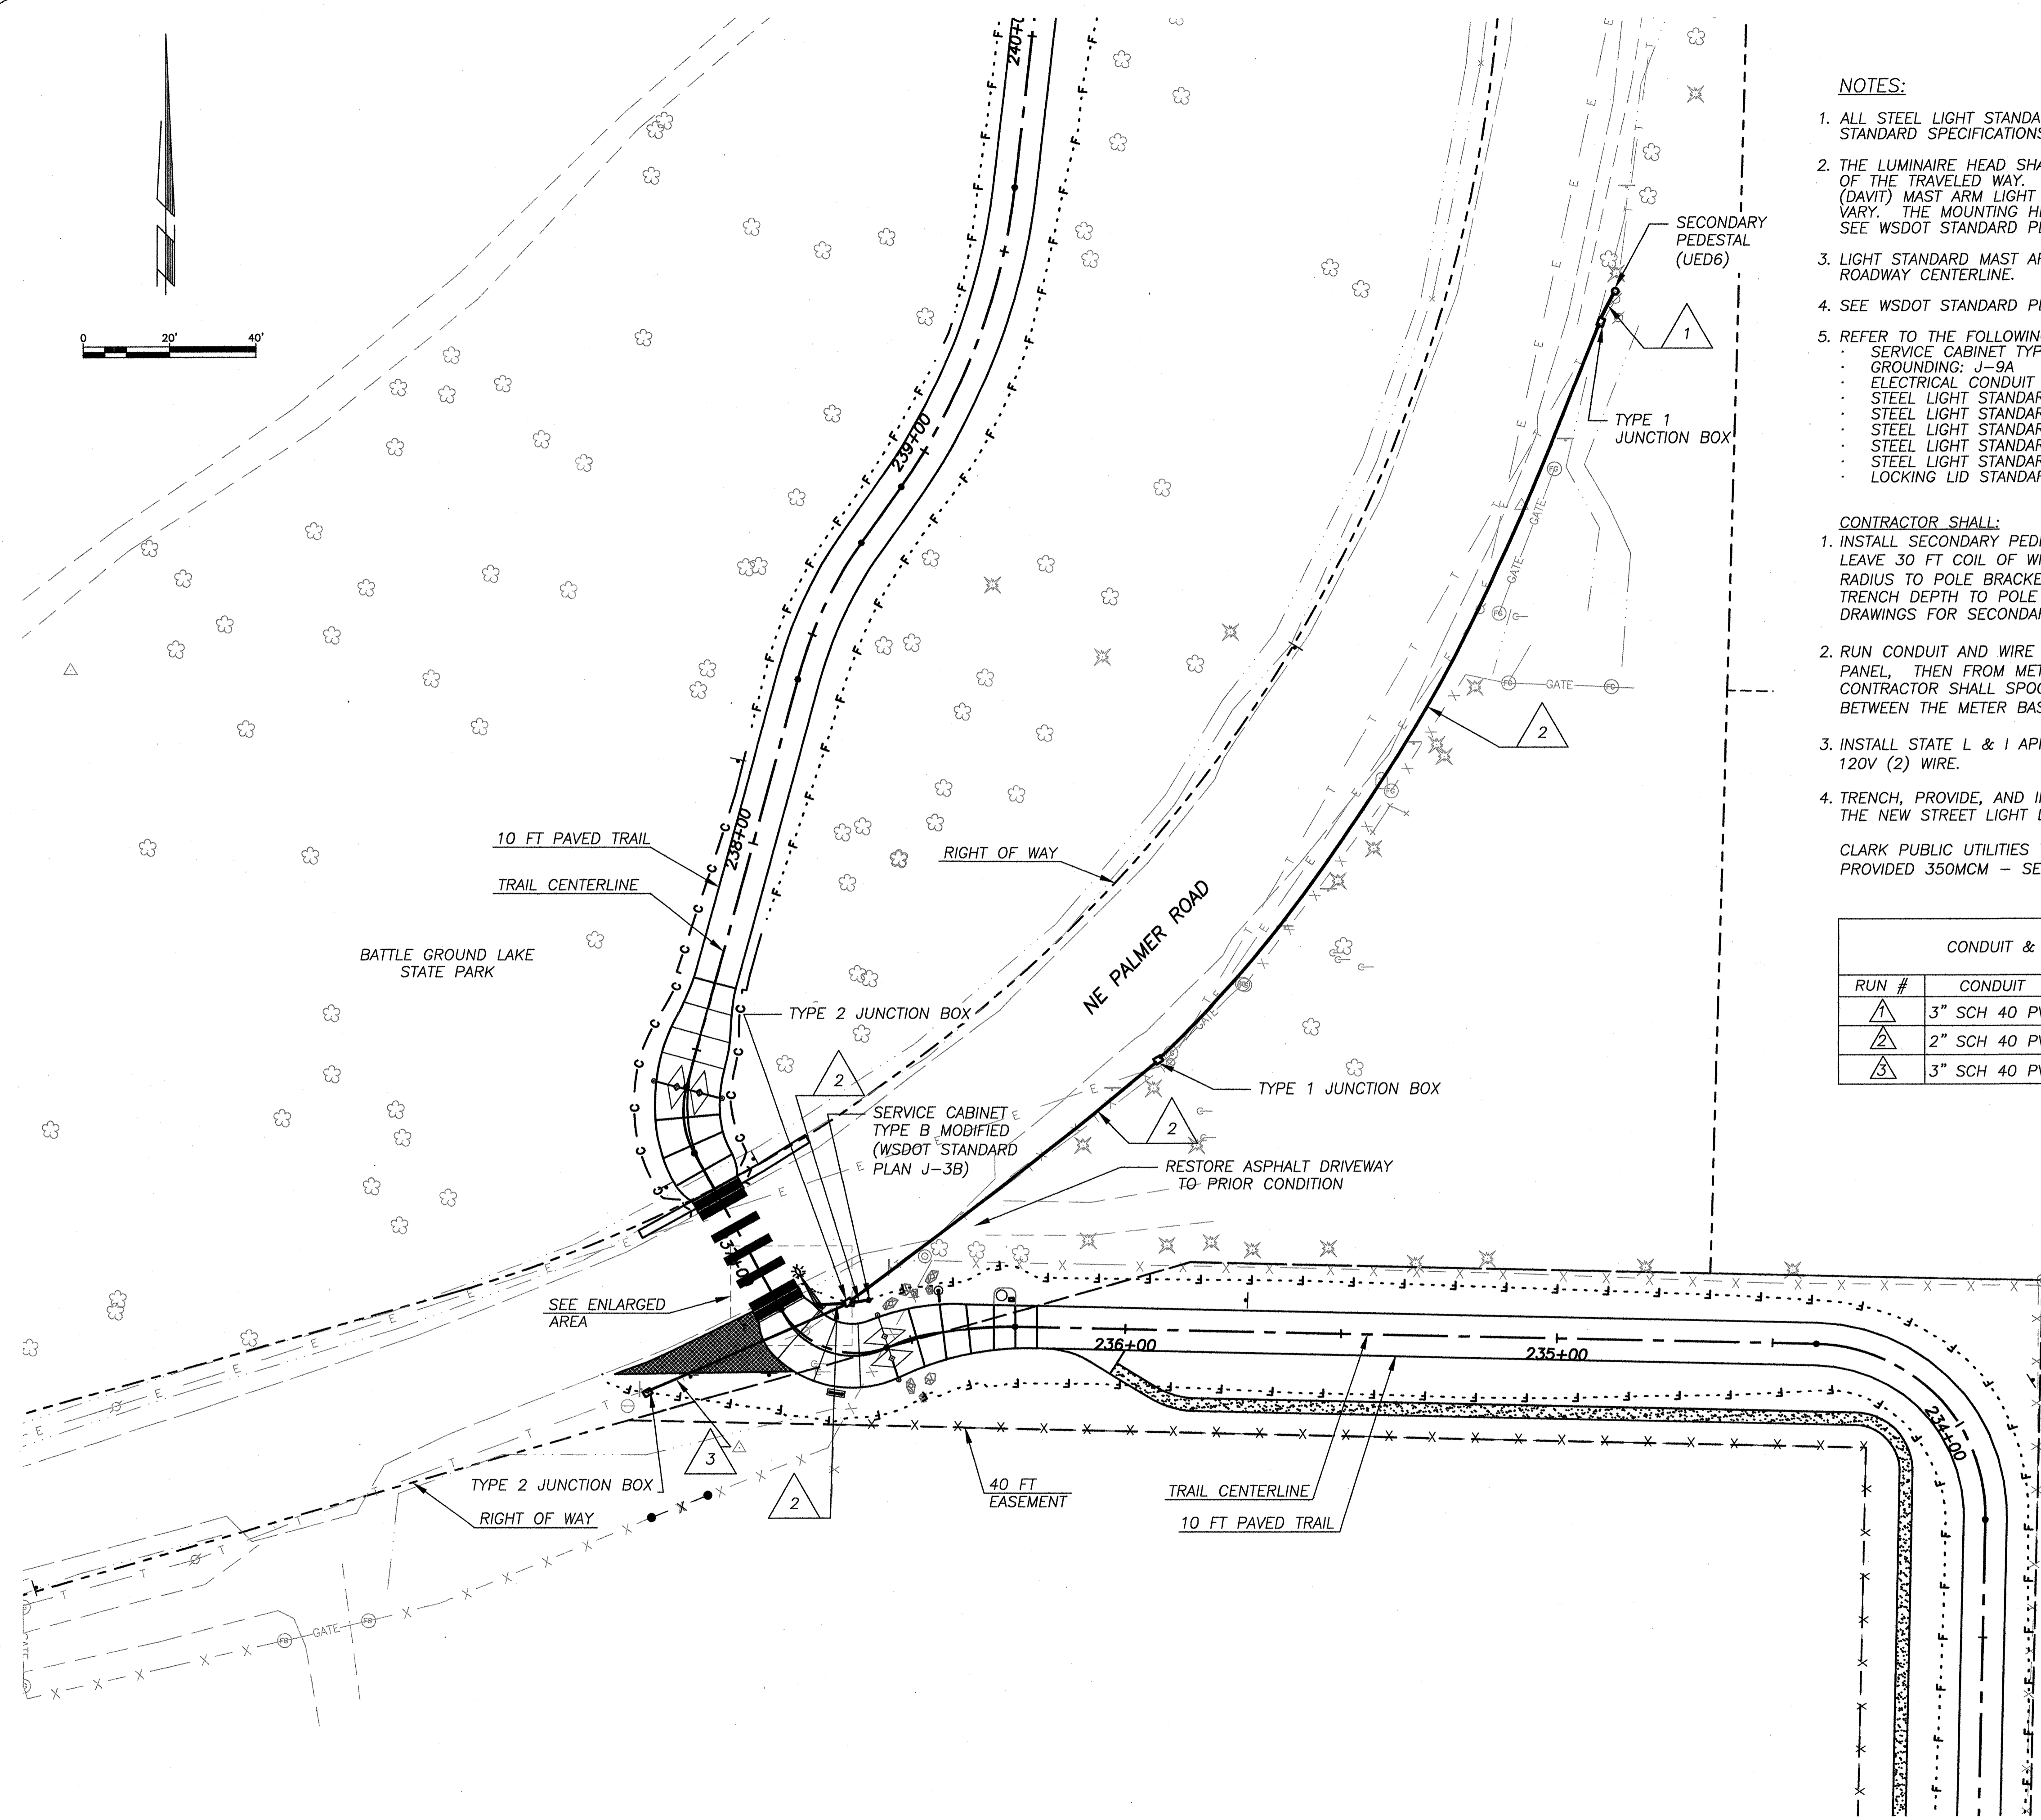 0 20' 40'
240+
239+00
238+00
10 FT PAVED TRAIL
TRAIL CENTERLINE
BATTLE GROUND LAKE
STATE PARK
RIGHT OF WAY
NE PALMER ROAD
TYPE 2 JUNCTION BOX
2
SERVICE CABINET
TYPE B MODIFIED
(WSDOT STANDARD
PLAN J-3B)
TYPE 1 JUNCTION BOX
2
RESTORE ASPHALT DRIVEWAY
TO PRIOR CONDITION
SECONDARY
PEDESTAL
(UED6)
1
TYPE 1
JUNCTION BOX
GATE
GATE
GATE
GATE
2
SEE ENLARGED
AREA
236+00
235+00
234+00
TYPE 2 JUNCTION BOX
3
2
RIGHT OF WAY
40 FT
EASEMENT
TRAIL CENTERLINE
10 FT PAVED TRAIL
GATE
NOTES:
1. ALL STEEL LIGHT STANDA
STANDARD SPECIFICATIONS
2. THE LUMINAIRE HEAD SHA
OF THE TRAVELED WAY.
(DAVIT) MAST ARM LIGHT
VARY. THE MOUNTING H
SEE WSDOT STANDARD P
3. LIGHT STANDARD MAST A
ROADWAY CENTERLINE.
4. SEE WSDOT STANDARD P
5. REFER TO THE FOLLOWIN
· SERVICE CABINET TYP
· GROUNDING: J-9A
· ELECTRICAL CONDUIT
· STEEL LIGHT STANDAR
· STEEL LIGHT STANDAR
· STEEL LIGHT STANDAR
· STEEL LIGHT STANDAR
· STEEL LIGHT STANDAR
· LOCKING LID STANDAR
CONTRACTOR SHALL:
1. INSTALL SECONDARY PED
LEAVE 30 FT COIL OF W
RADIUS TO POLE BRACKE
TRENCH DEPTH TO POLE
DRAWINGS FOR SECONDA
2. RUN CONDUIT AND WIRE
PANEL, THEN FROM MET
CONTRACTOR SHALL SPOO
BETWEEN THE METER BAS
3. INSTALL STATE L & I AP
120V (2) WIRE.
4. TRENCH, PROVIDE, AND I
THE NEW STREET LIGHT
CLARK PUBLIC UTILITIES
PROVIDED 350MCM – SE
CONDUIT &
RUN # CONDUIT
1 3" SCH 40 P
2 2" SCH 40 P
3 3" SCH 40 P